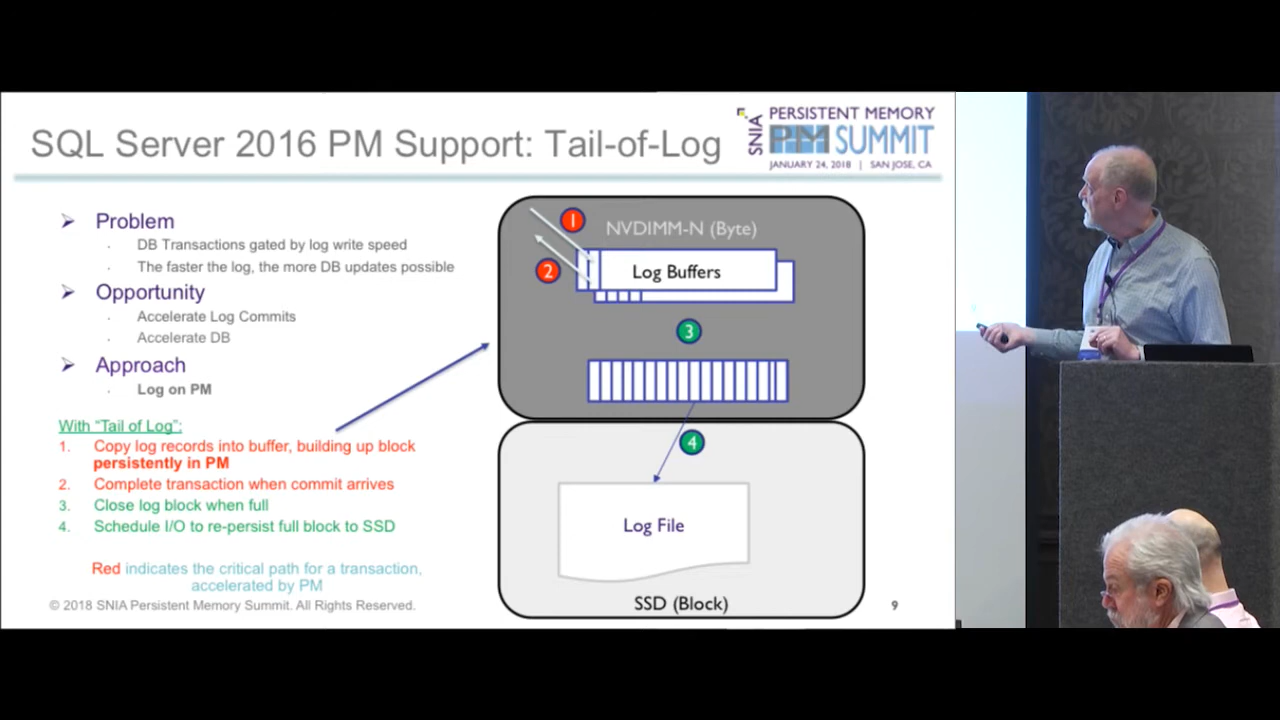 SQL Server 2016 PM Support: Tail-of-Log
SNIA
PERSISTENT MEMORY
PM SUMMIT
JANUARY 24, 2018 | SAN JOSE, CA
Problem
DB Transactions gated by log write speed
The faster the log, the more DB updates possible
Opportunity
Accelerate Log Commits
Accelerate DB
Approach
Log on PM
With “Tail of Log”:
1. Copy log records into buffer, building up block
persistently in PM
2. Complete transaction when commit arrives
3. Close log block when full
4. Schedule I/O to re-persist full block to SSD
Red indicates the critical path for a transaction,
accelerated by PM
1
NVDIMM-N (Byte)
2
Log Buffers
3
4
Log File
SSD (Block)
© 2018 SNIA Persistent Memory Summit. All Rights Reserved.
9